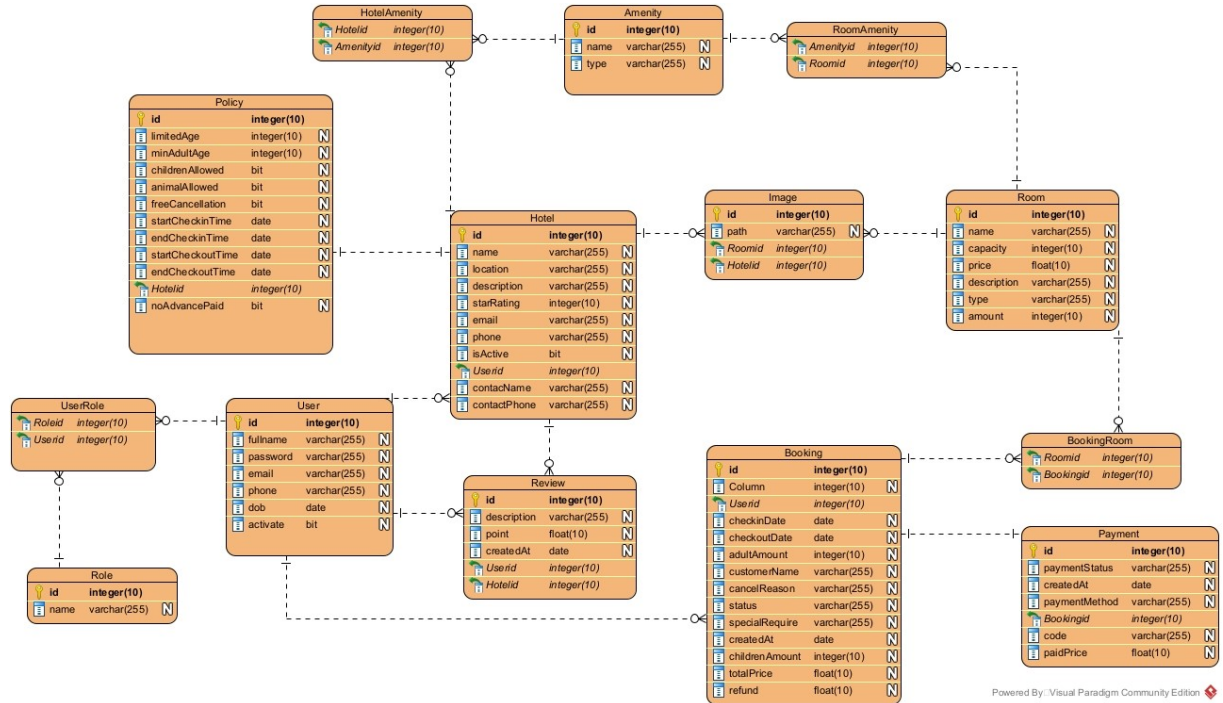 HotelAmenity
Hotelid integer(10)
Amenityid integer(10)
Amenity
id integer(10)
name varchar(255) N
type varchar(255) N
RoomAmenity
Amenityid integer(10)
Roomid integer(10)
Policy
id integer(10)
limitedAge integer(10) N
minAdultAge integer(10) N
childrenAllowed bit N
animalAllowed bit N
freeCancellation bit N
startCheckinTime date N
endCheckinTime date N
startCheckoutTime date N
endCheckoutTime date N
Hotelid integer(10)
noAdvancePaid bit N
Hotel
id integer(10)
name varchar(255) N
location varchar(255) N
description varchar(255) N
starRating integer(10) N
email varchar(255) N
phone varchar(255) N
isActive bit N
Userid integer(10)
contacName varchar(255) N
contactPhone varchar(255) N
Image
id integer(10)
path varchar(255) N
Roomid integer(10)
Hotelid integer(10)
Room
id integer(10)
name varchar(255) N
capacity integer(10) N
price float(10) N
description varchar(255) N
type varchar(255) N
amount integer(10) N
UserRole
Roleid integer(10)
Userid integer(10)
User
id integer(10)
fullname varchar(255) N
password varchar(255) N
email varchar(255) N
phone varchar(255) N
dob date N
activate bit N
Review
id integer(10)
description varchar(255) N
point float(10) N
createdAt date N
Userid integer(10)
Hotelid integer(10)
Role
id integer(10)
name varchar(255) N
Booking
id integer(10)
Column integer(10) N
Userid integer(10)
checkinDate date N
checkoutDate date N
adultAmount integer(10) N
customerName varchar(255) N
cancelReason varchar(255) N
status varchar(255) N
specialRequire varchar(255) N
createdAt date N
childrenAmount integer(10) N
totalPrice float(10) N
refund float(10) N
BookingRoom
Roomid integer(10)
Bookingid integer(10)
Payment
id integer(10)
paymentStatus varchar(255) N
createdAt date N
paymentMethod varchar(255) N
Bookingid integer(10)
code varchar(255) N
paidPrice float(10) N
Powered By: Visual Paradigm Community Edition